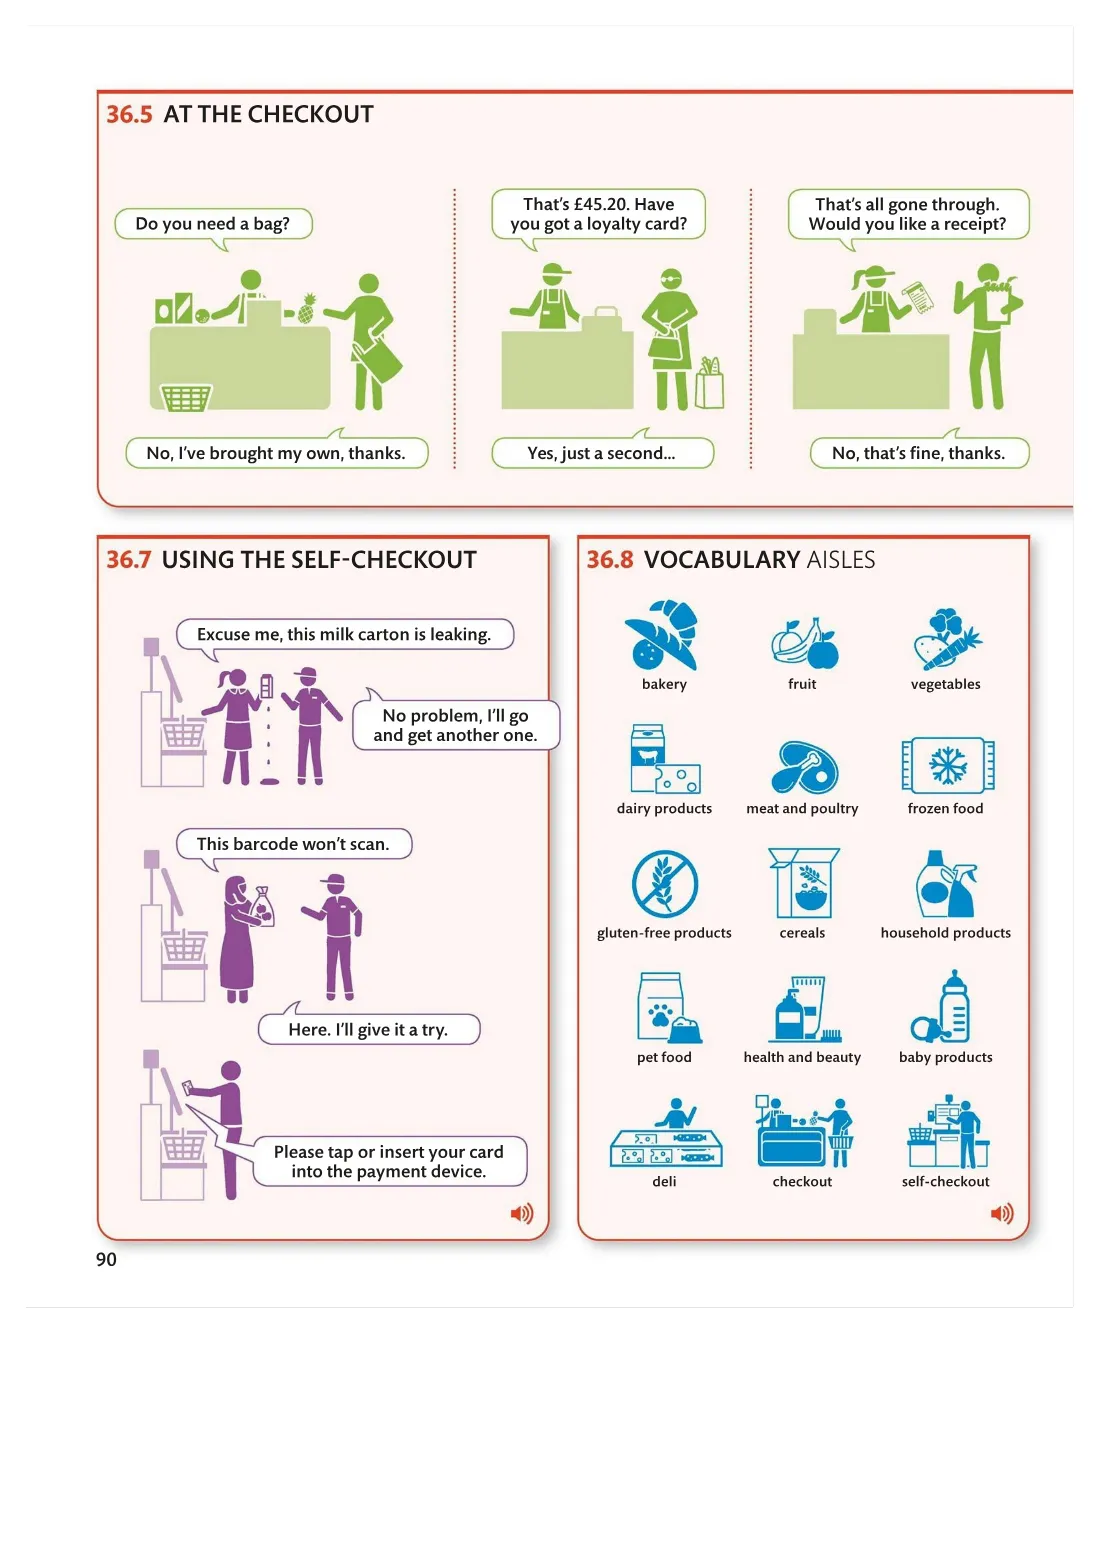 36.5 AT THE CHECKOUT
Do you need a bag?
No, I've brought my own, thanks.
That's £45.20. Have
you got a loyalty card?
Yes, just a second...
That's all gone through.
Would you like a receipt?
No, that's fine, thanks.
36.7 USING THE SELF-CHECKOUT
Excuse me, this milk carton is leaking.
No problem, I'll go
and get another one.
This barcode won't scan.
Here. I'll give it a try.
Please tap or insert your card
into the payment device.
36.8 VOCABULARY AISLES
bakery
fruit
vegetables
dairy products
meat and poultry
frozen food
gluten-free products
cereals
household products
pet food
health and beauty
baby products
deli
checkout
self-checkout
90